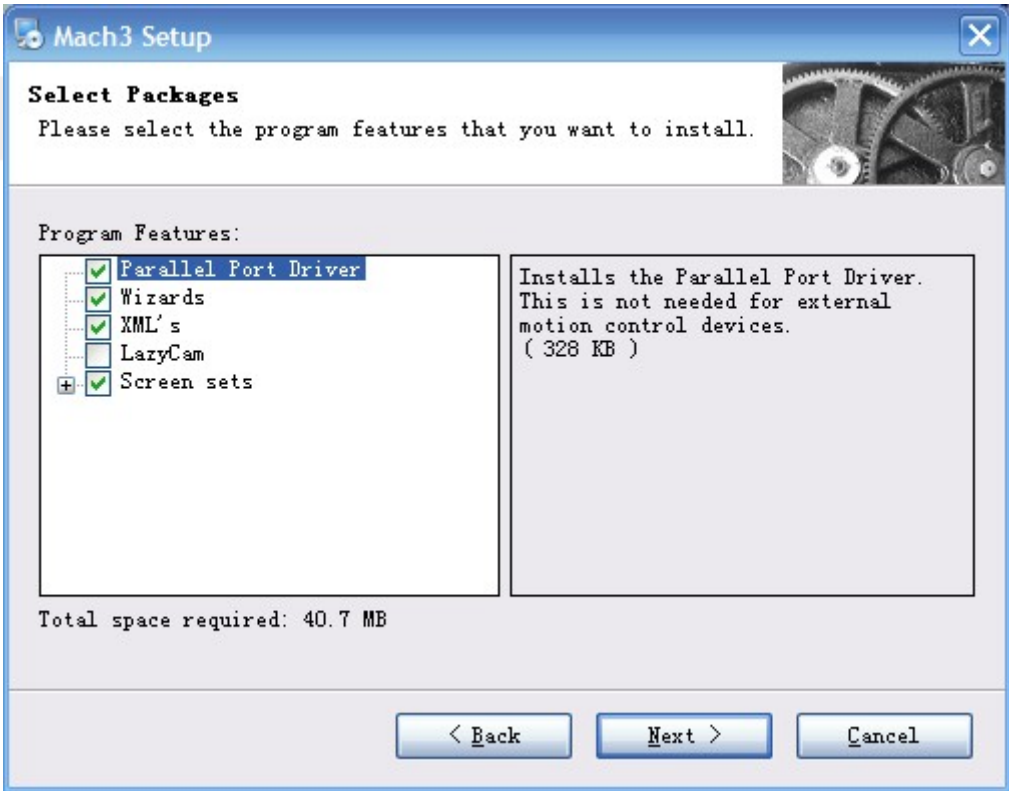 Mach3 Setup
Select Packages
Please select the program features that you want to install.
Program Features:
Parallel Port Driver
Wizards
XML's
LazyCam
Screen sets
Installs the Parallel Port Driver.
This is not needed for external
motion control devices.
( 328 KB )
Total space required: 40.7 MB
< Back
Next >
Cancel